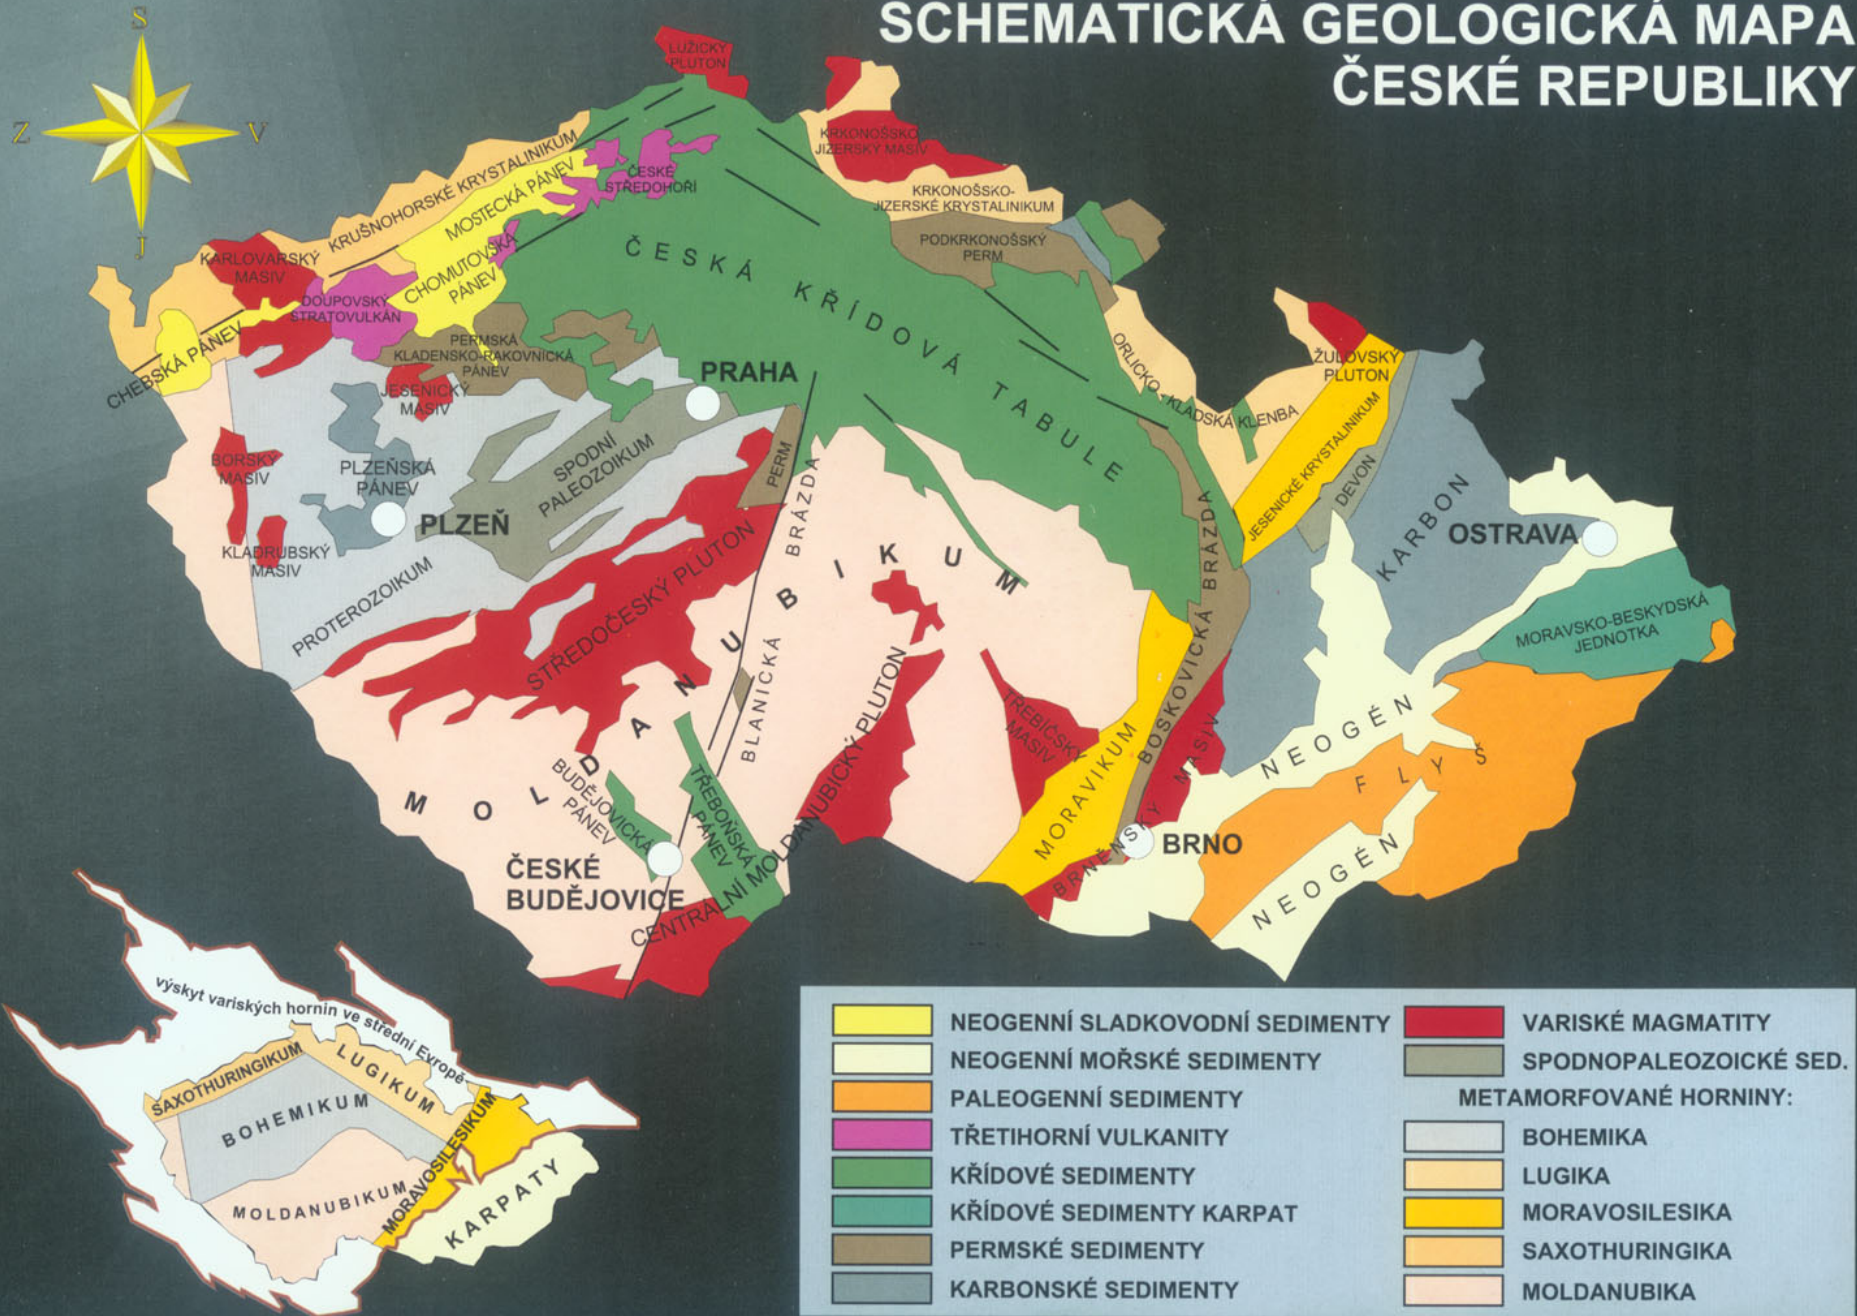 SCHEMATICKÁ GEOLOGICKÁ MAPA
ČESKÉ REPUBLIKY
S
Z
V
J
LUŽICKÝ
PLUTON
KRKONOŠSKO-
JIZERSKÝ MASIV
KRKONOŠSKO-
JIZERSKÉ KRYSTALINIKUM
PODKRKONOŠSKÝ
PERM
KRUŠNOHORSKÉ KRYSTALINIKUM
MOSTECKÁ PÁNEV
ČESKÉ
STŘEDOHOŘÍ
CHOMUTOVSKÁ
PÁNEV
KARLOVARSKÝ
MASIV
DOUPOVSKÝ
STRATOVULKÁN
CHEBSKÁ PÁNEV
PERMSKÁ
KLADENSKO-RAKOVNICKÁ
PÁNEV
JESENICKÝ
MASIV
ČESKÁ KŘÍDOVÁ TABULE
PRAHA
ORLICKO-KLADSKÁ KLENBA
ŽULOVSKÝ
PLUTON
JESENICKÉ KRYSTALINIKUM
DEVON
KARBON
OSTRAVA
BORSKÝ
MASIV
PLZEŇSKÁ
PÁNEV
PLZEŇ
KLADRUBSKÝ
MASIV
SPODNÍ
PALEOZOIKUM
PERM
PROTEROZOIKUM
STŘEDOČESKÝ PLUTON
BLANICKÁ BRÁZDA
MOLDANUBIKUM
BOSKOVICKÁ BRÁZDA
MORAVSKO-BESKYDSKÁ
JEDNOTKA
TŘEBÍČSKÝ
MASIV
MORAVIKUM
BRNĚNSKÝ MASIV
NEOGÉN
FLYŠ
NEOGÉN
BRNO
BUDĚJOVICKÁ
PÁNEV
TŘEBOŇSKÁ
PÁNEV
ČESKÉ
BUDĚJOVICE
CENTRÁLNÍ MOLDANUBICKÝ PLUTON
výskyt variských hornin ve střední Evropě
SAXOTHURINGIKUM
LUGIKUM
BOHEMIKUM
MOLDANUBIKUM
MORAVOSILESIKUM
KARPATY
NEOGENNÍ SLADKOVODNÍ SEDIMENTY
NEOGENNÍ MOŘSKÉ SEDIMENTY
PALEOGENNÍ SEDIMENTY
TŘETIHORNÍ VULKANITY
KŘÍDOVÉ SEDIMENTY
KŘÍDOVÉ SEDIMENTY KARPAT
PERMSKÉ SEDIMENTY
KARBONSKÉ SEDIMENTY
VARISKÉ MAGMATITY
SPODNOPALEOZOICKÉ SED.
METAMORFOVANÉ HORNINY:
BOHEMIKA
LUGIKA
MORAVOSILESIKA
SAXOTHURINGIKA
MOLDANUBIKA